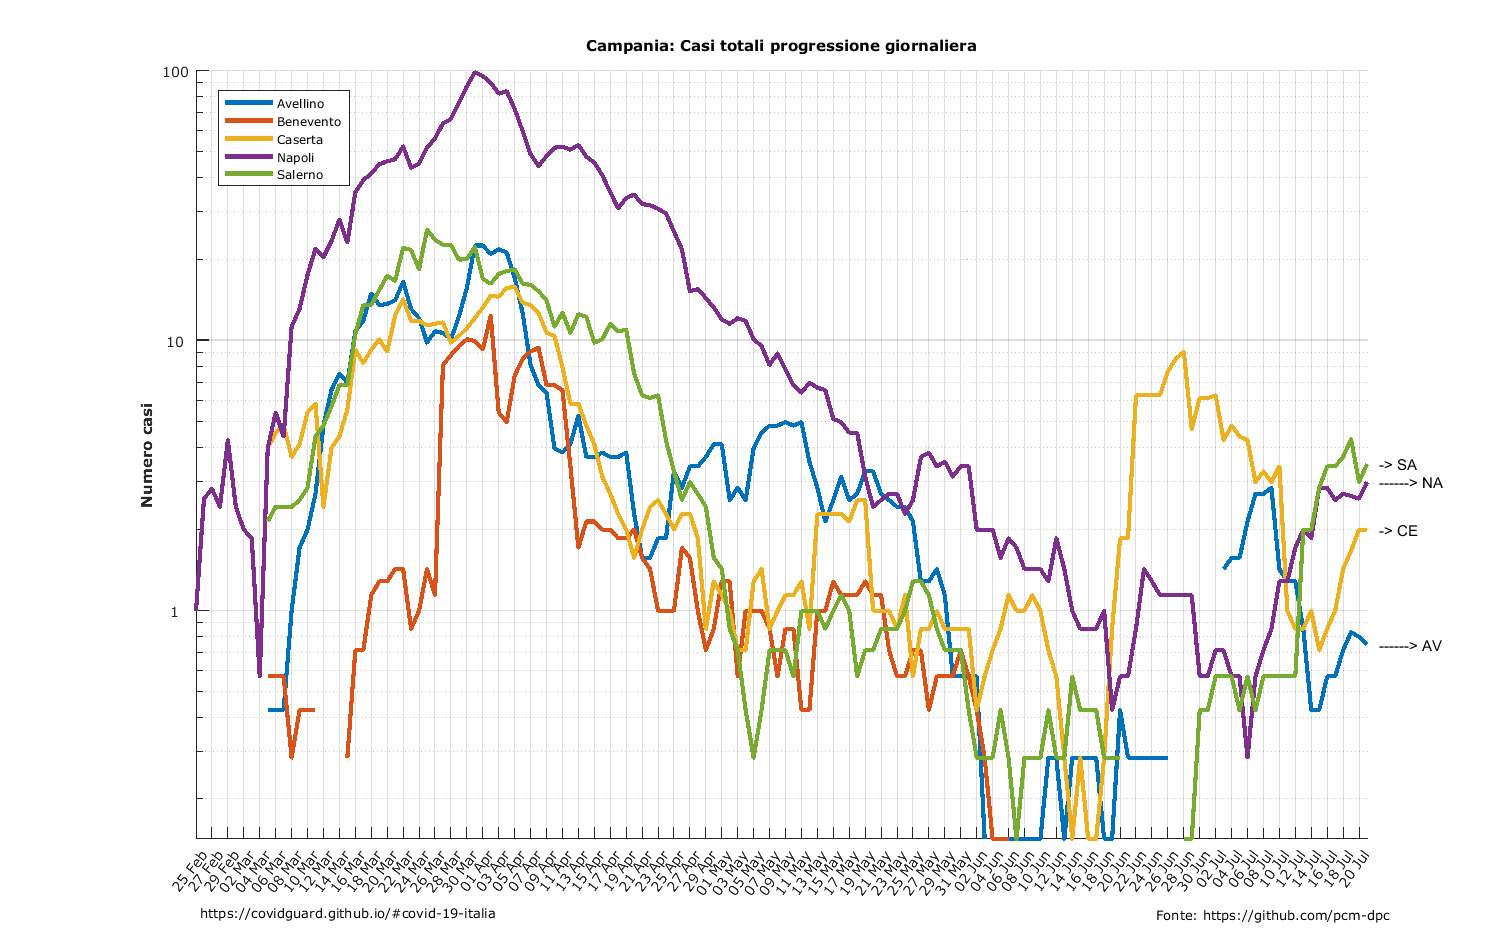 Campania: Casi totali progressione giornaliera
100
10
1
Numero casi
Avellino
Benevento
Caserta
Napoli
Salerno
-> SA
------> NA
-> CE
------> AV
25 Feb
27 Feb
29 Feb
02 Mar
04 Mar
06 Mar
08 Mar
10 Mar
12 Mar
14 Mar
16 Mar
18 Mar
20 Mar
22 Mar
24 Mar
26 Mar
28 Mar
30 Mar
01 Apr
03 Apr
05 Apr
07 Apr
09 Apr
11 Apr
13 Apr
15 Apr
17 Apr
19 Apr
21 Apr
23 Apr
25 Apr
27 Apr
29 Apr
01 May
03 May
05 May
07 May
09 May
11 May
13 May
15 May
17 May
19 May
21 May
23 May
25 May
27 May
29 May
31 May
02 Jun
04 Jun
06 Jun
08 Jun
10 Jun
12 Jun
14 Jun
16 Jun
18 Jun
20 Jun
22 Jun
24 Jun
26 Jun
28 Jun
30 Jun
02 Jul
04 Jul
06 Jul
08 Jul
10 Jul
12 Jul
14 Jul
16 Jul
18 Jul
20 Jul
https://covidguard.github.io/#covid-19-italia
Fonte: https://github.com/pcm-dpc